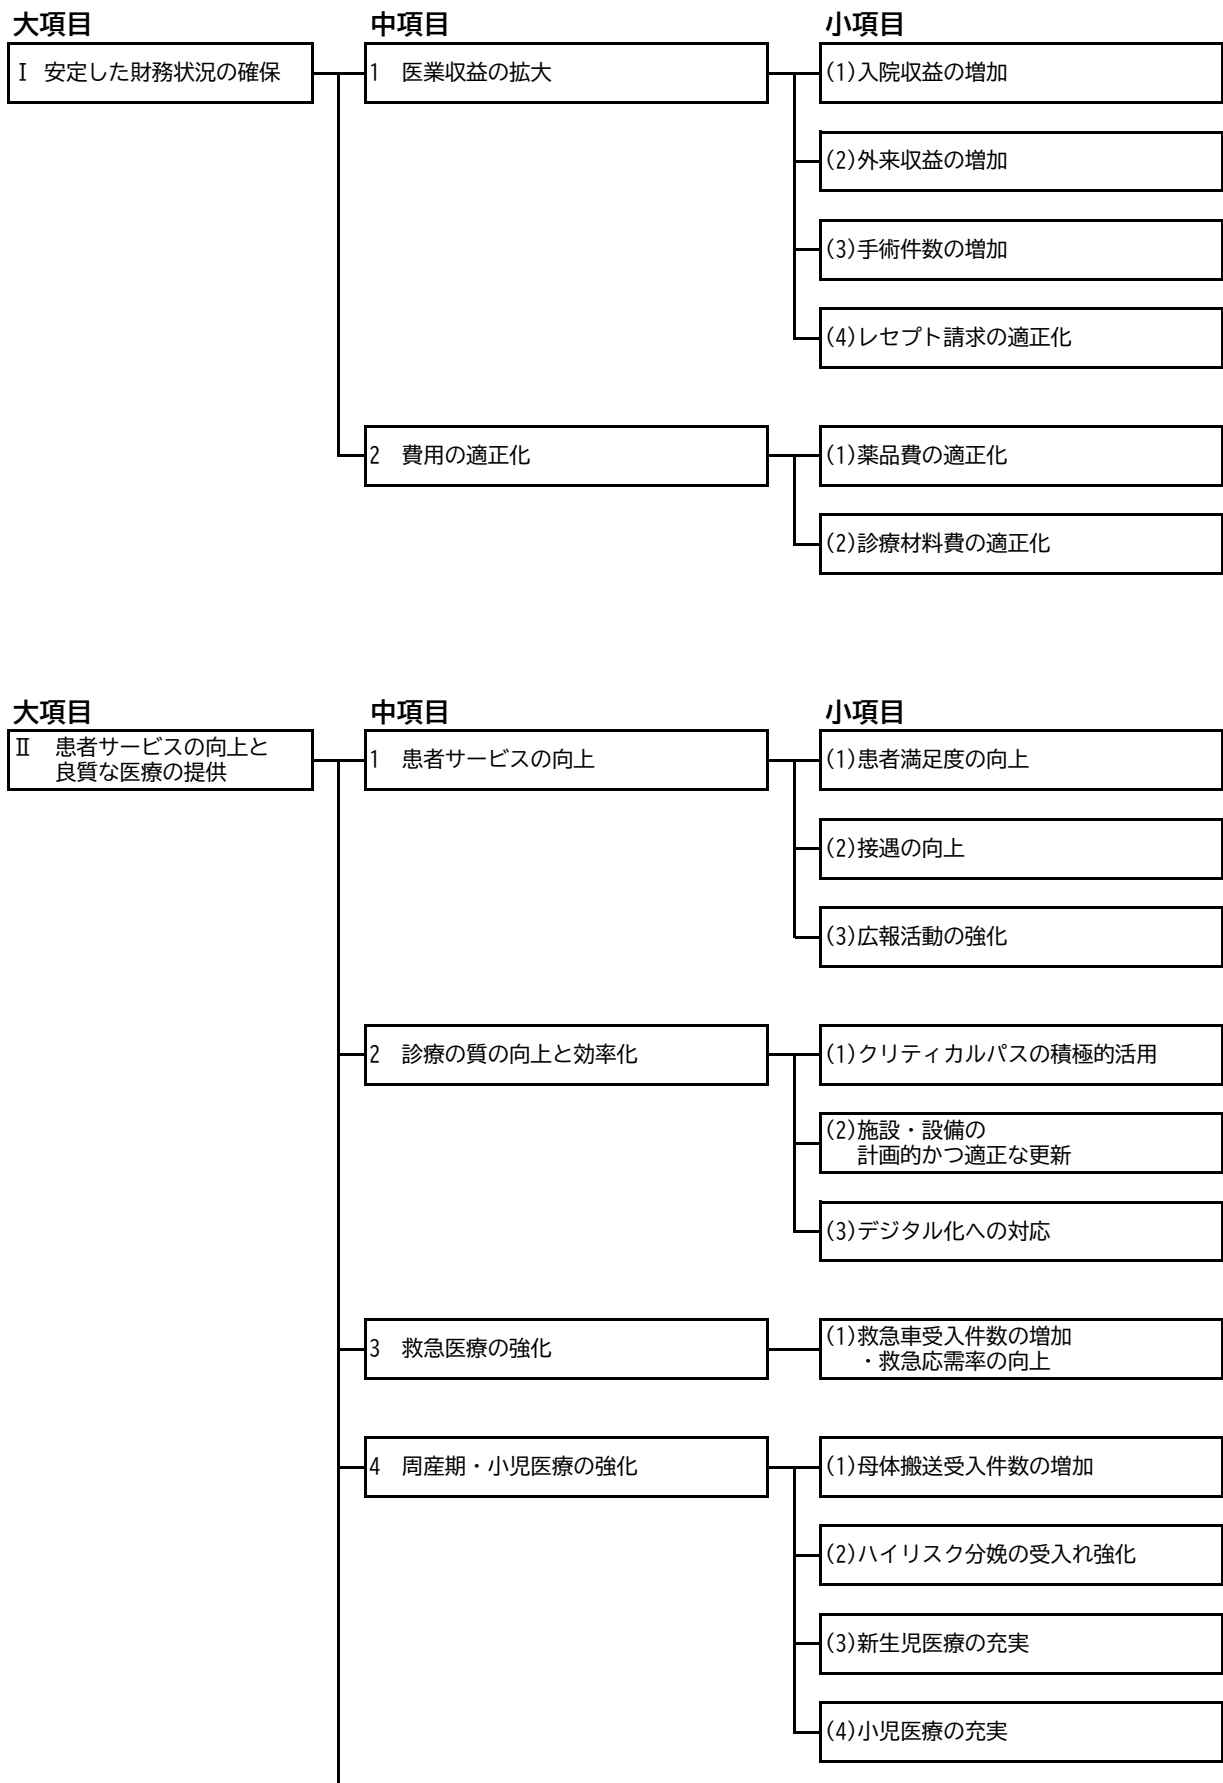 大項目 中項目 小項目
Ⅰ 安定した財務状況の確保 1 医業収益の拡大 (1)入院収益の増加
(2)外来収益の増加
(3)手術件数の増加
(4)レセプト請求の適正化
2 費用の適正化 (1)薬品費の適正化
(2)診療材料費の適正化
大項目 中項目 小項目
Ⅱ 患者サービスの向上と
良質な医療の提供
1 患者サービスの向上 (1)患者満足度の向上
(2)接遇の向上
(3)広報活動の強化
2 診療の質の向上と効率化 (1)クリティカルパスの積極的活用
(2)施設・設備の
計画的かつ適正な更新
(3)デジタル化への対応
3 救急医療の強化 (1)救急車受入件数の増加
・救急応需率の向上
4 周産期・小児医療の強化 (1)母体搬送受入件数の増加
(2)ハイリスク分娩の受入れ強化
(3)新生児医療の充実
(4)小児医療の充実